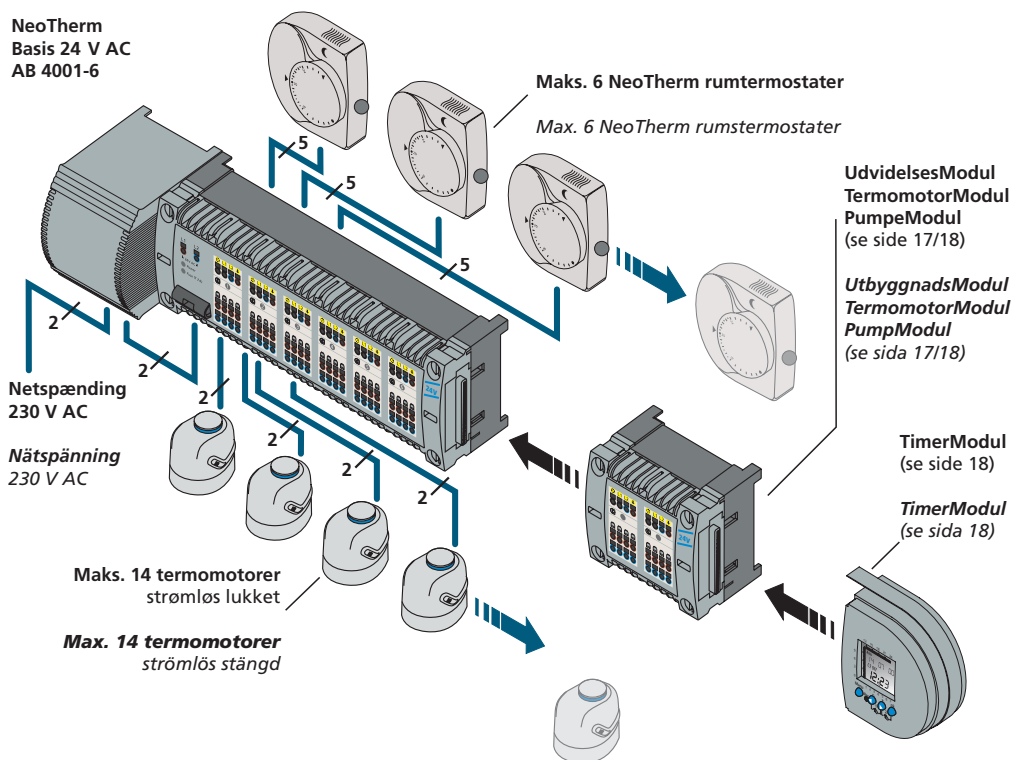 NeoTherm
Basis 24 V AC
AB 4001-6
Maks. 6 NeoTherm rumtermostater
Max. 6 NeoTherm rumstermostater
5
5
5
UdvidelsesModul
TermomotorModul
PumpeModul
(se side 17/18)
UtbyggnadsModul
TermomotorModul
PumpModul
(se sida 17/18)
2
2
2
2
2
2
Netspænding
230 V AC
Nätspänning
230 V AC
24V
24V
TimerModul
(se side 18)
TimerModul
(se sida 18)
Maks. 14 termomotorer
strømløs lukket
Max. 14 termomotorer
strömlös stängd
12:23